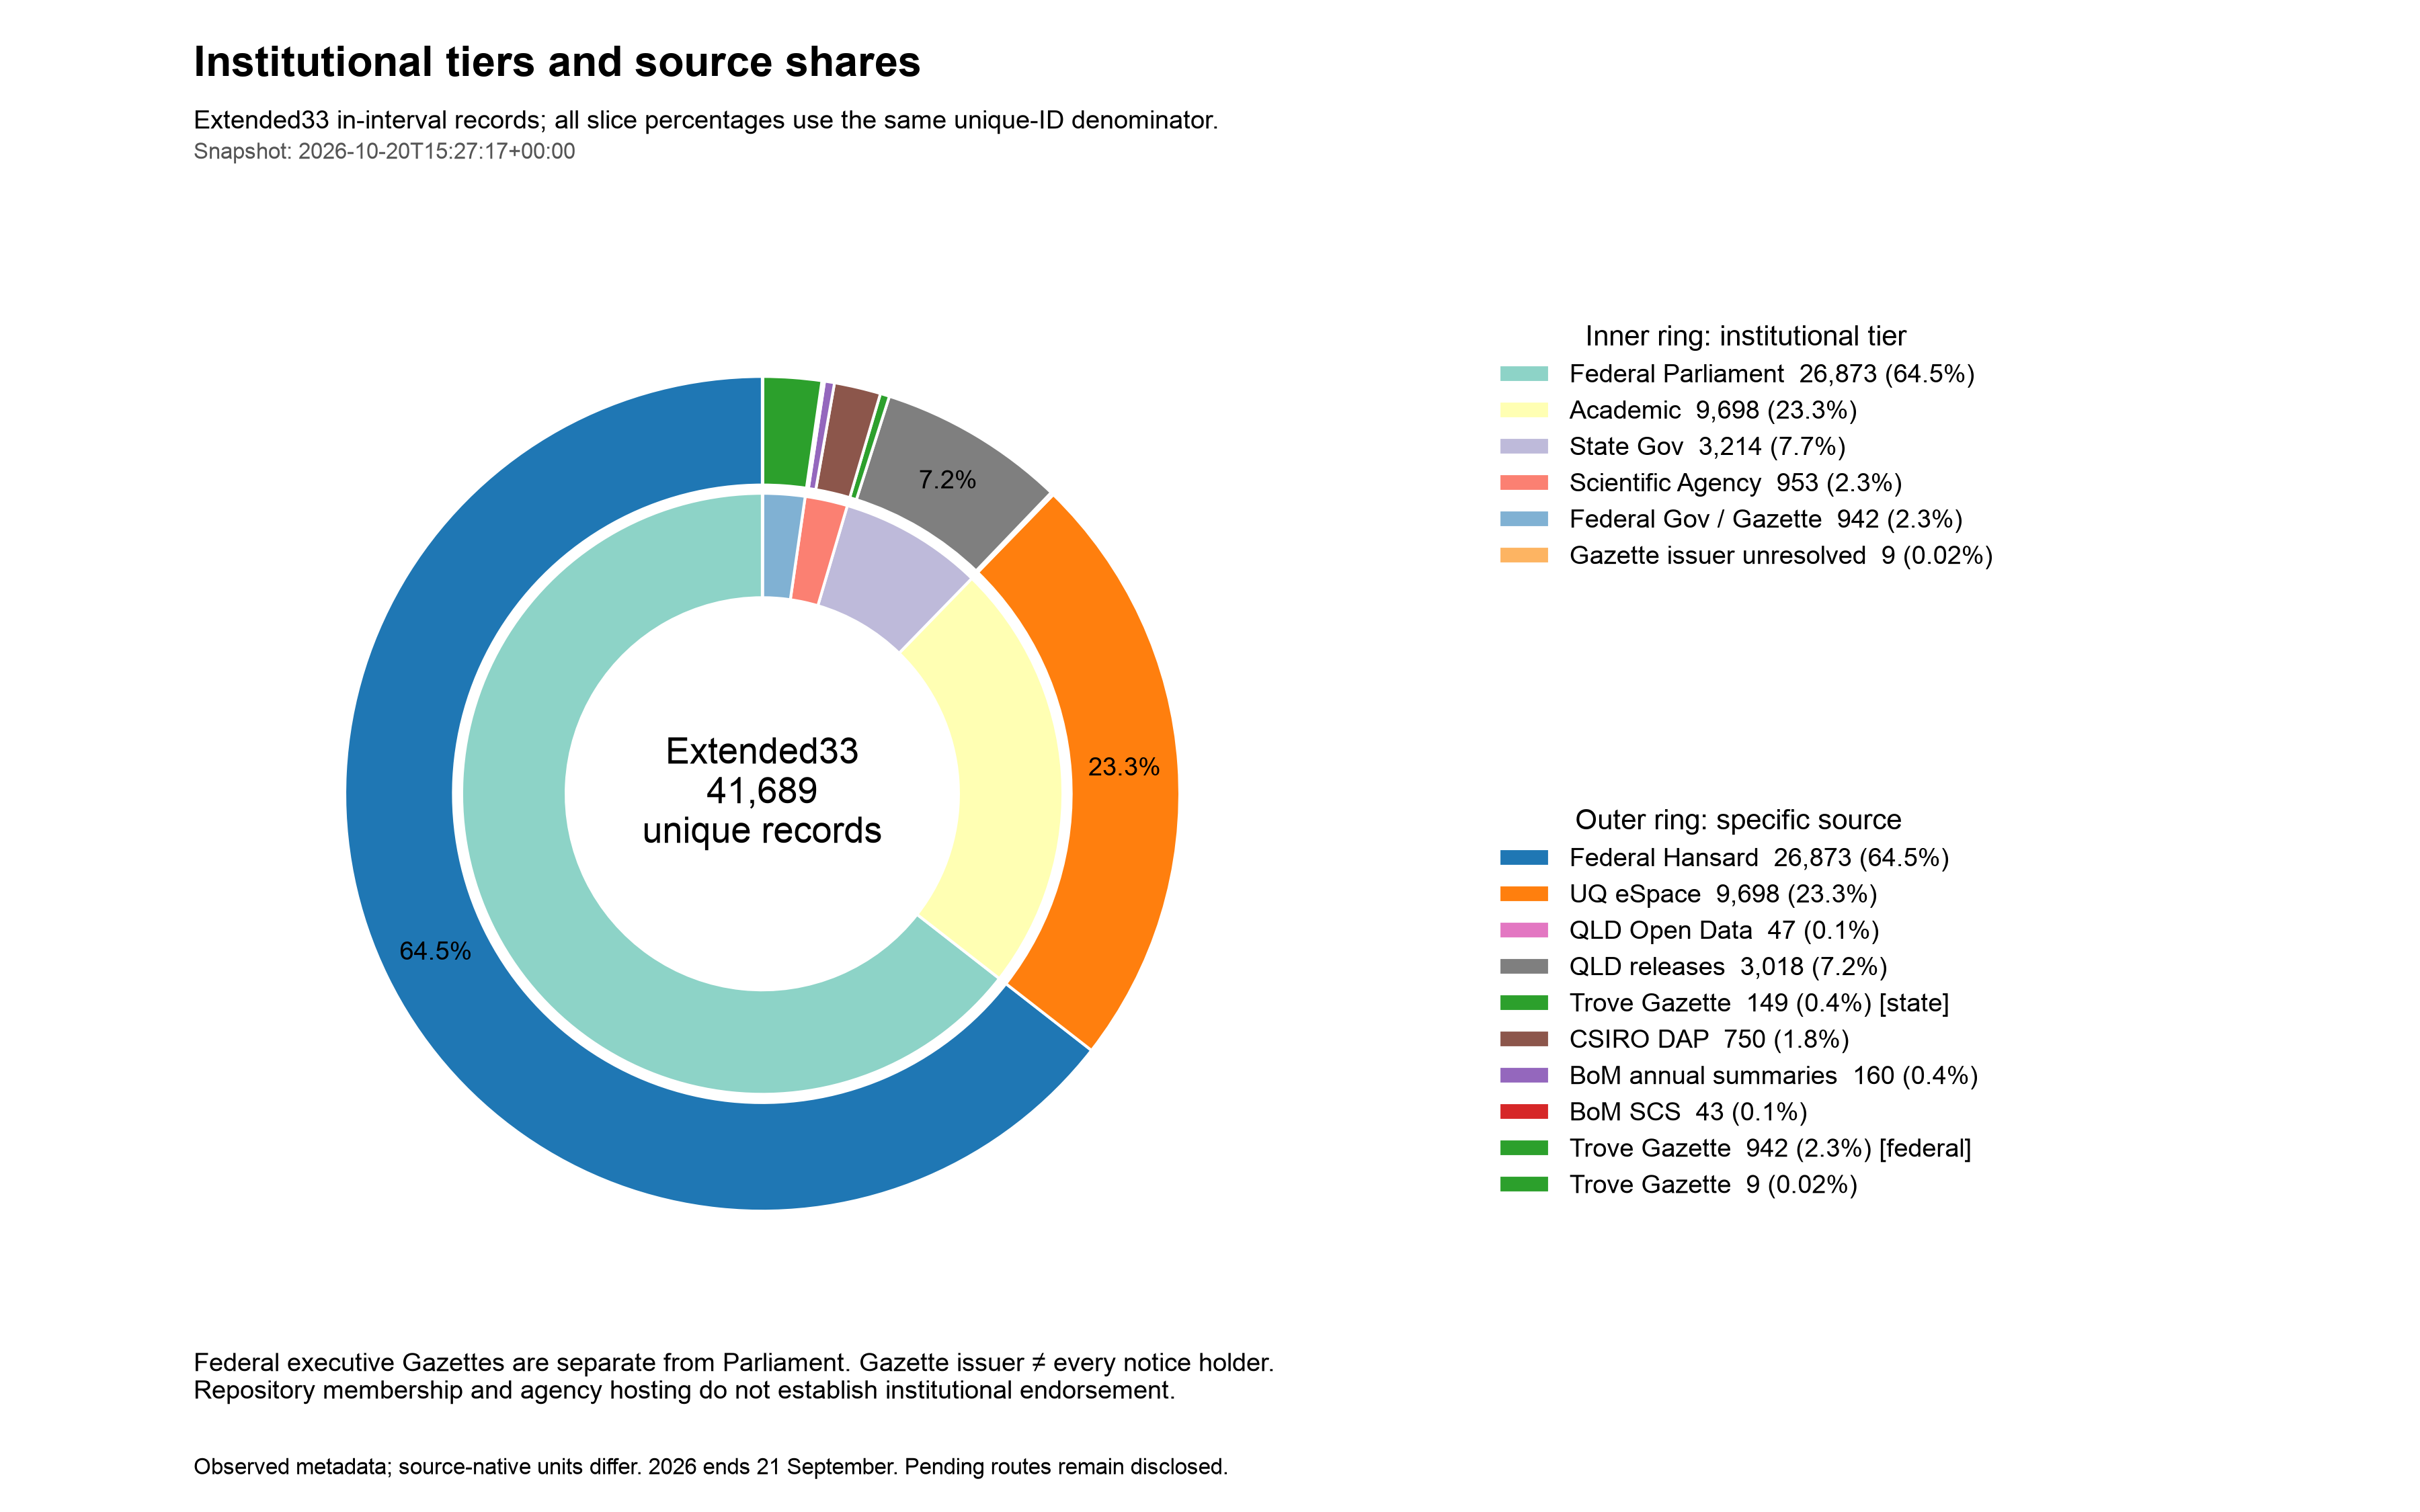 Institutional tiers and source shares
Extended33 in-interval records; all slice percentages use the same unique-ID denominator.
Snapshot: 2026-10-20T15:27:17+00:00
7.2%
23.3%
64.5%
Extended33
41,689
unique records
Inner ring: institutional tier
Federal Parliament 26,873 (64.5%)
Academic 9,698 (23.3%)
State Gov 3,214 (7.7%)
Scientific Agency 953 (2.3%)
Federal Gov / Gazette 942 (2.3%)
Gazette issuer unresolved 9 (0.02%)
Outer ring: specific source
Federal Hansard 26,873 (64.5%)
UQ eSpace 9,698 (23.3%)
QLD Open Data 47 (0.1%)
QLD releases 3,018 (7.2%)
Trove Gazette 149 (0.4%) [state]
CSIRO DAP 750 (1.8%)
BoM annual summaries 160 (0.4%)
BoM SCS 43 (0.1%)
Trove Gazette 942 (2.3%) [federal]
Trove Gazette 9 (0.02%)
Federal executive Gazettes are separate from Parliament. Gazette issuer ≠ every notice holder.
Repository membership and agency hosting do not establish institutional endorsement.
Observed metadata; source-native units differ. 2026 ends 21 September. Pending routes remain disclosed.